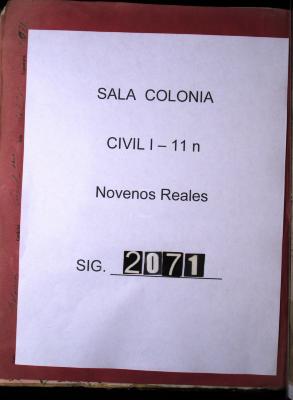 SALA COLONIA
CIVIL I – 11 n
Novenos Reales
SIG. 2071